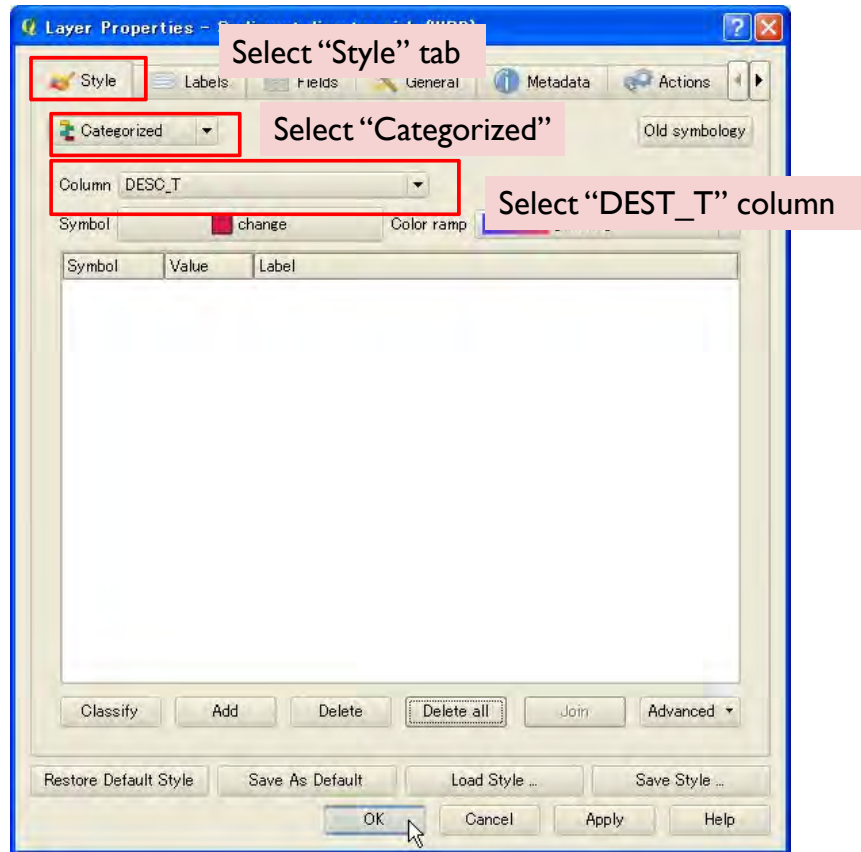 Layer Properties -
Select “Style” tab
Style Labels Fields General Metadata Actions
Categorized Select “Categorized” Old symbology
Column DESC_T
Select “DEST_T” column
Symbol change Color ramp
Symbol Value Label
Classify Add Delete Delete all Join Advanced
Restore Default Style Save As Default Load Style ... Save Style ...
OK Cancel Apply Help